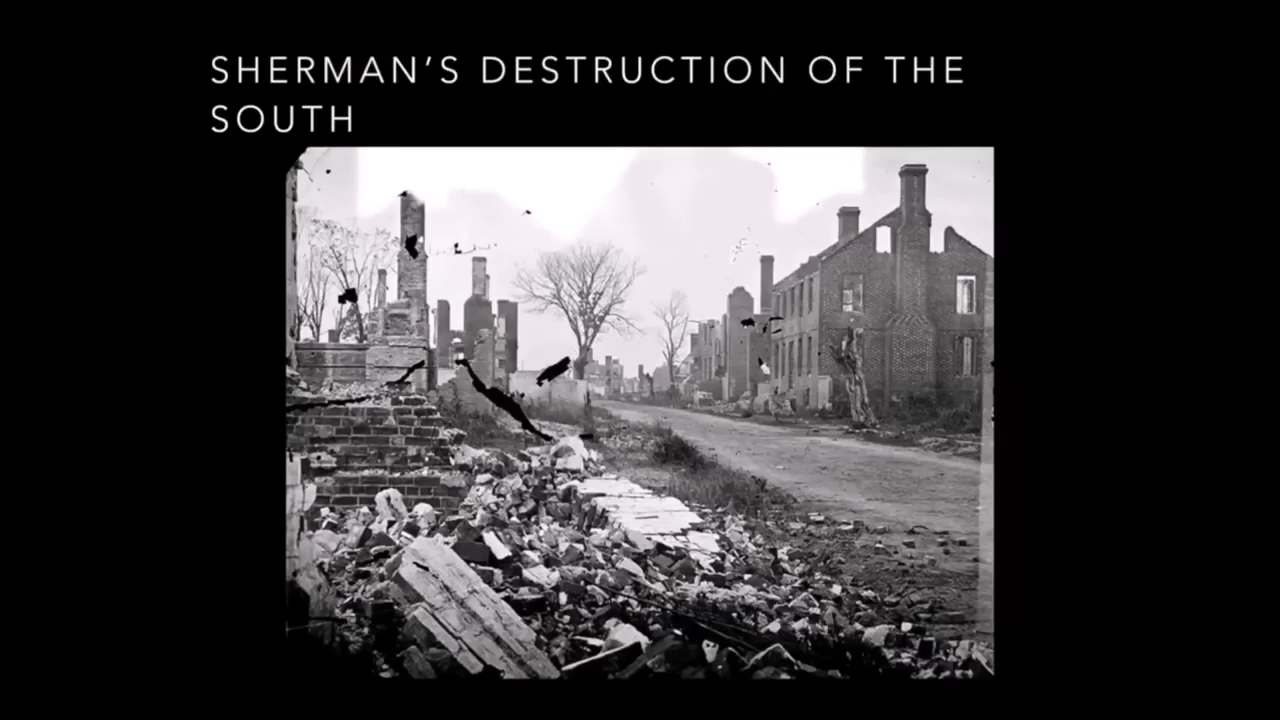 SHERMAN’S DESTRUCTION OF THE
SOUTH